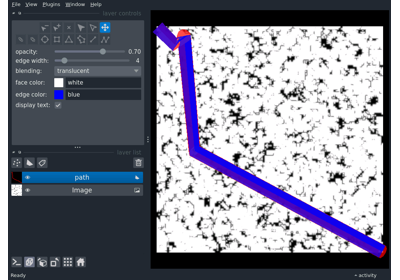 File View Plugins Window Help
layer controls
opacity: 0.70
edge width: 4
blending: translucent
face color: white
edge color: blue
display text:
layer list
path
Image
Ready
activity